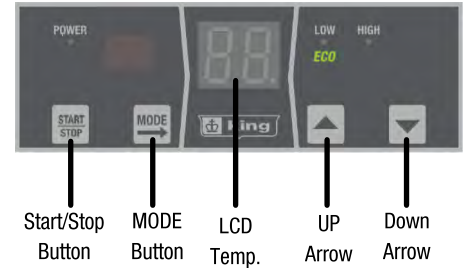 POWER
LOW HIGH
ECO
88
START
STOP
MODE
King
Start/Stop
Button
MODE
Button
LCD
Temp.
UP
Arrow
Down
Arrow